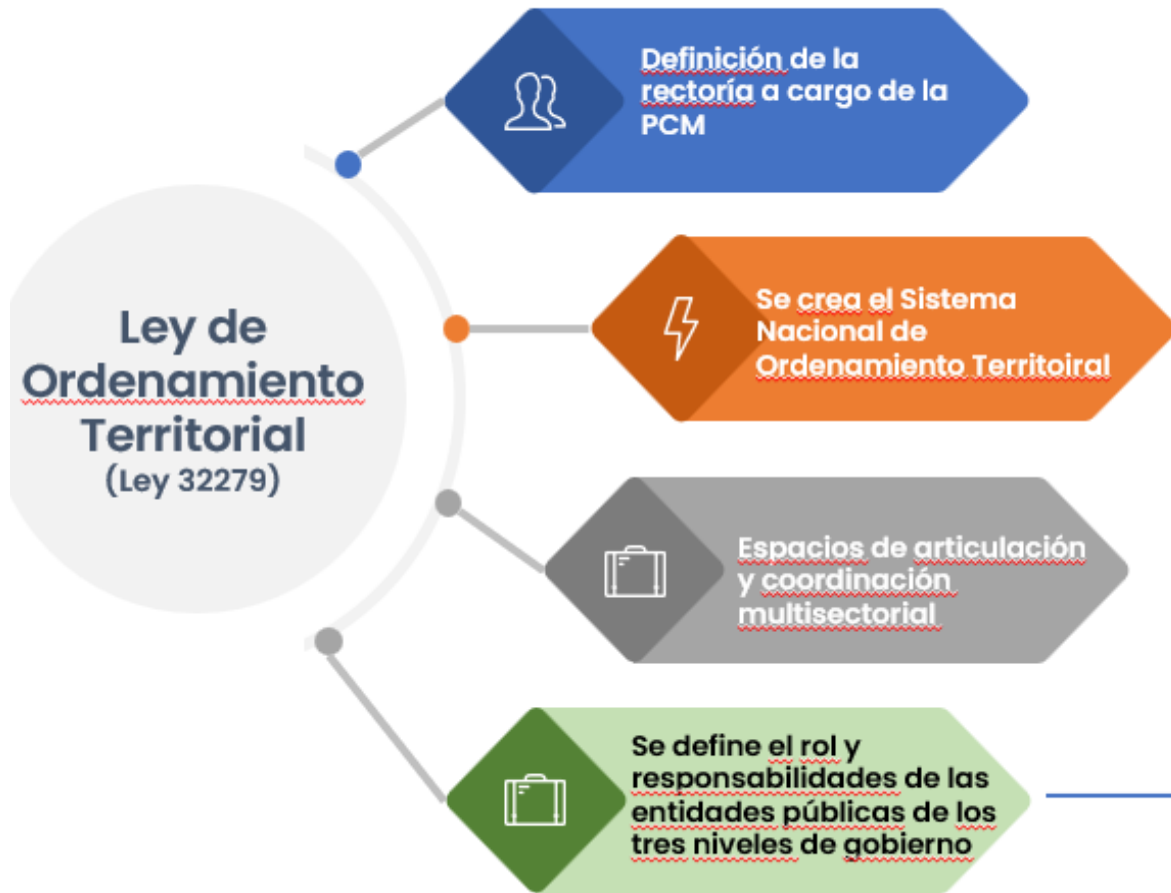 Definición de la
rectoría a cargo de la
PCM
Se crea el Sistema
Nacional de
Ordenamiento Territoiral
Ley de
Ordenamiento
Territorial
(Ley 32279)
Espacios de articulación
y coordinación
multisectorial
Se define el rol y
responsabilidades de las
entidades públicas de los
tres niveles de gobierno